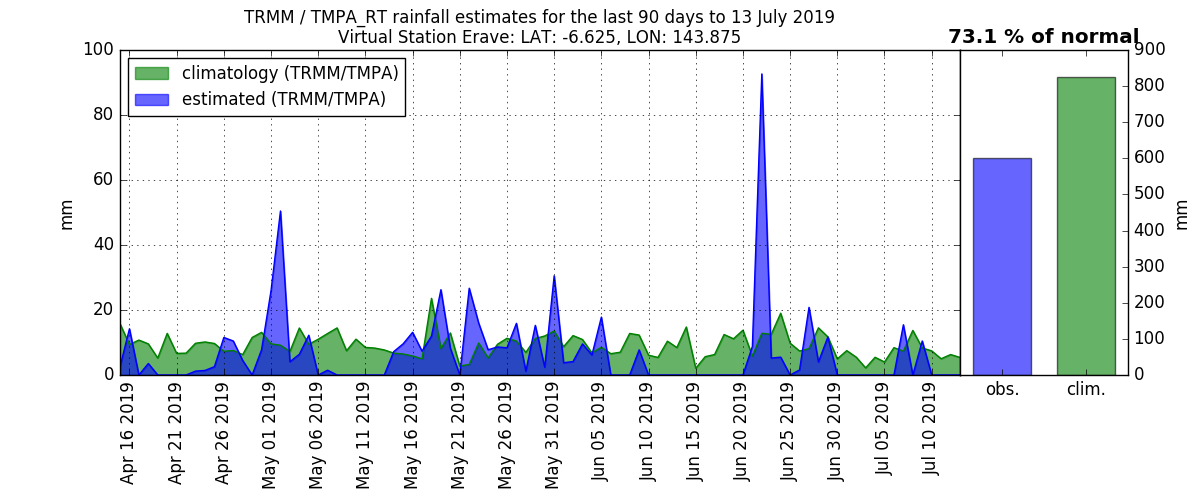 TRMM / TMPA_RT rainfall estimates for the last 90 days to 13 July 2019
Virtual Station Erave: LAT: -6.625, LON: 143.875
73.1 % of normal
climatology (TRMM/TMPA)
estimated (TRMM/TMPA)
100
80
60
40
20
0
mm
Apr 16 2019
Apr 21 2019
Apr 26 2019
May 01 2019
May 06 2019
May 11 2019
May 16 2019
May 21 2019
May 26 2019
May 31 2019
Jun 05 2019
Jun 10 2019
Jun 15 2019
Jun 20 2019
Jun 25 2019
Jun 30 2019
Jul 05 2019
Jul 10 2019
obs.
clim.
900
800
700
600
500
400
300
200
100
0
mm